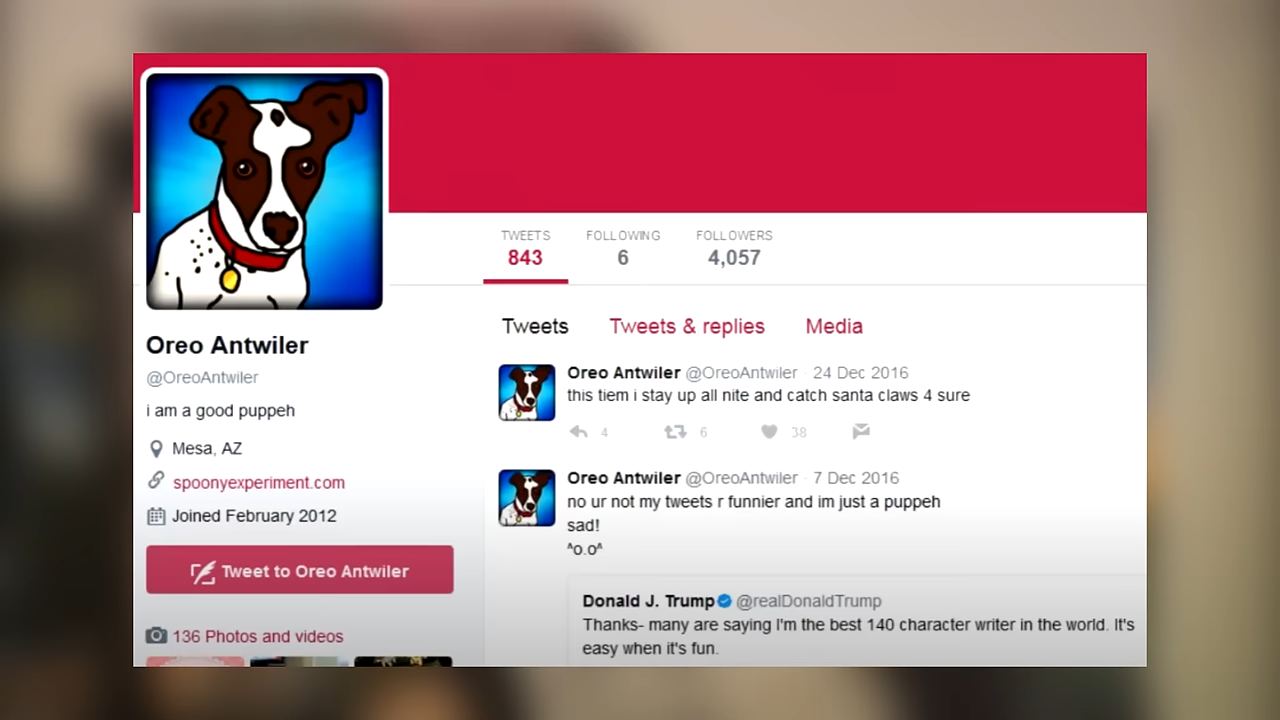 TWEETS
843
FOLLOWING
6
FOLLOWERS
4,057
Oreo Antwiler
@OreoAntwiler
i am a good puppeh
Mesa, AZ
spoonyexperiment.com
Joined February 2012
Tweet to Oreo Antwiler
136 Photos and videos
Tweets
Tweets & replies
Media
Oreo Antwiler @OreoAntwiler · 24 Dec 2016
this tiem i stay up all nite and catch santa claws 4 sure
4
6
38
Oreo Antwiler @OreoAntwiler · 7 Dec 2016
no ur not my tweets r funnier and im just a puppeh
sad!
^o.o^
Donald J. Trump @realDonaldTrump
Thanks- many are saying I'm the best 140 character writer in the world. It's
easy when it's fun.